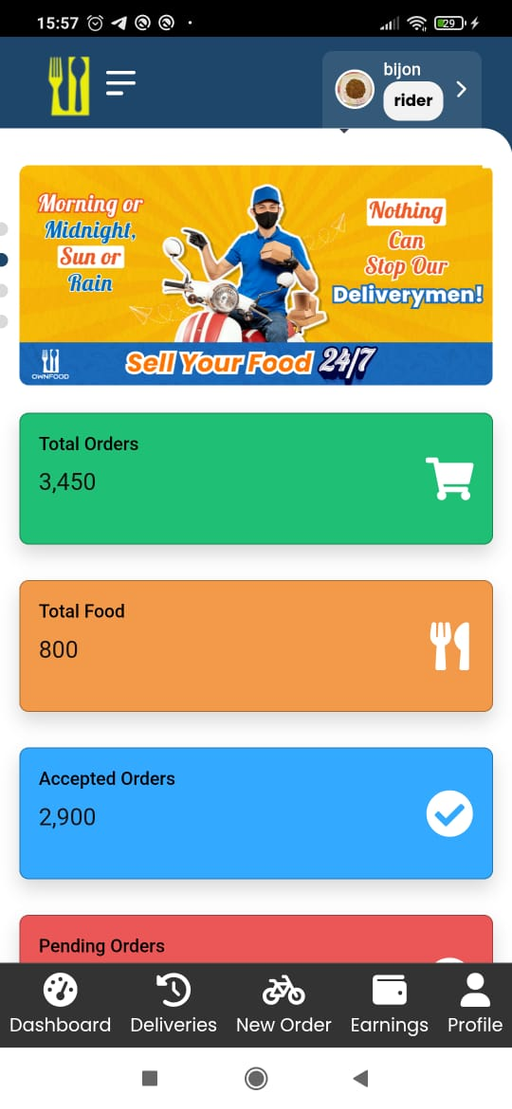 15:57
29
bijon
rider
Morning or
Midnight,
Sun or
Rain
Nothing
Can
Stop Our
Deliverymen!
OWNFOOD
Sell Your Food 24/7
Total Orders
3,450
Total Food
800
Accepted Orders
2,900
Pending Orders
Dashboard
Deliveries
New Order
Earnings
Profile